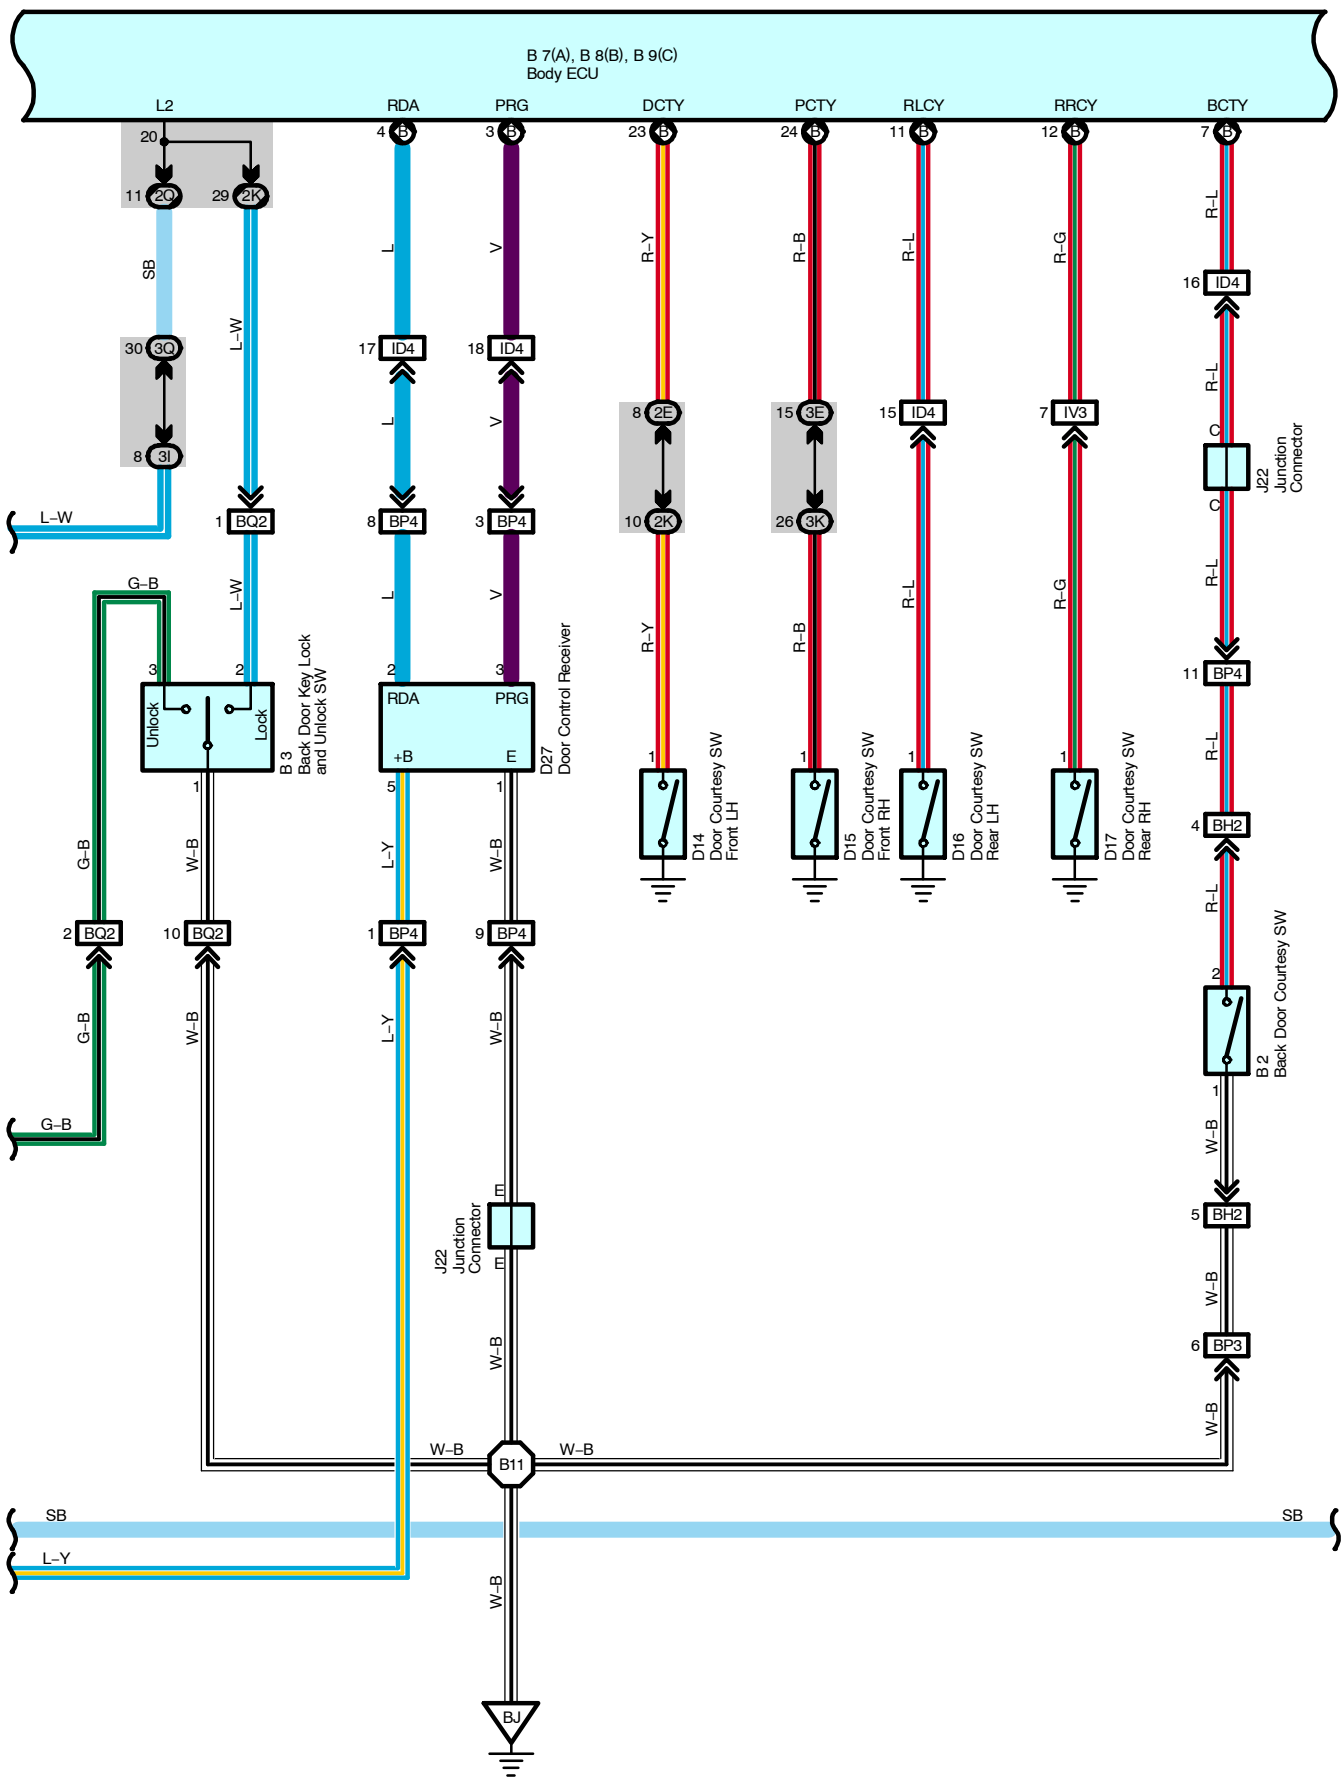 B 7(A), B 8(B), B 9(C)
Body ECU
L2 RDA PRG DCTY PCTY RLCY RRCY BCTY
20 4 B 3 B 23 B 24 B 11 B 12 B 7 B
11 2Q 29 2K
SB L–W L V R–Y R–B R–L R–G R–L
16 ID4
30 3Q 17 ID4 18 ID4
R–L
8 2E 15 3E 15 ID4 7 IV3
L V
C
J22
Junction
Connector
C
8 3I
L–W
1 BQ2 8 BP4 3 BP4 10 2K 26 3K
G–B
L–W L V R–Y R–B R–L R–G R–L
3 2 2 3
11 BP4
Unlock Lock
B 3
Back Door Key Lock
and Unlock SW
RDA PRG
+B E
D27
Door Control Receiver
R–L
1 5 1
1 1 1 1
D14
Door Courtesy SW
Front LH
D15
Door Courtesy SW
Front RH
D16
Door Courtesy SW
Rear LH
D17
Door Courtesy SW
Rear RH
4 BH2
G–B W–B L–Y W–B
R–L
2 BQ2 10 BQ2 1 BP4 9 BP4
2
B 2
Back Door Courtesy SW
1
G–B W–B L–Y W–B
G–B
W–B
E
J22
Junction
Connector
E
5 BH2
W–B
6 BP3
W–B
W–B
W–B B11 W–B
SB SB
L–Y
W–B
BJ